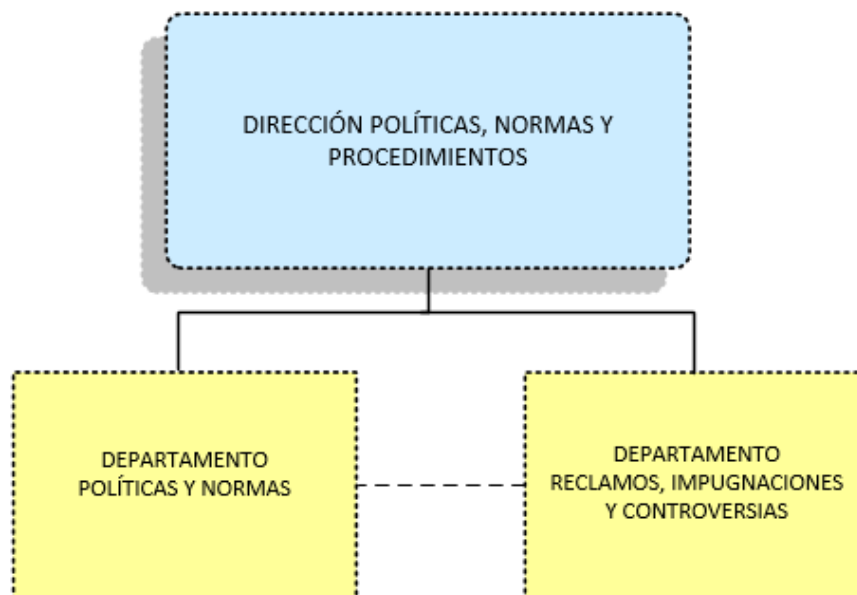 DIRECCIÓN POLÍTICAS, NORMAS Y
PROCEDIMIENTOS
DEPARTAMENTO
POLÍTICAS Y NORMAS
DEPARTAMENTO
RECLAMOS, IMPUGNACIONES
Y CONTROVERSIAS